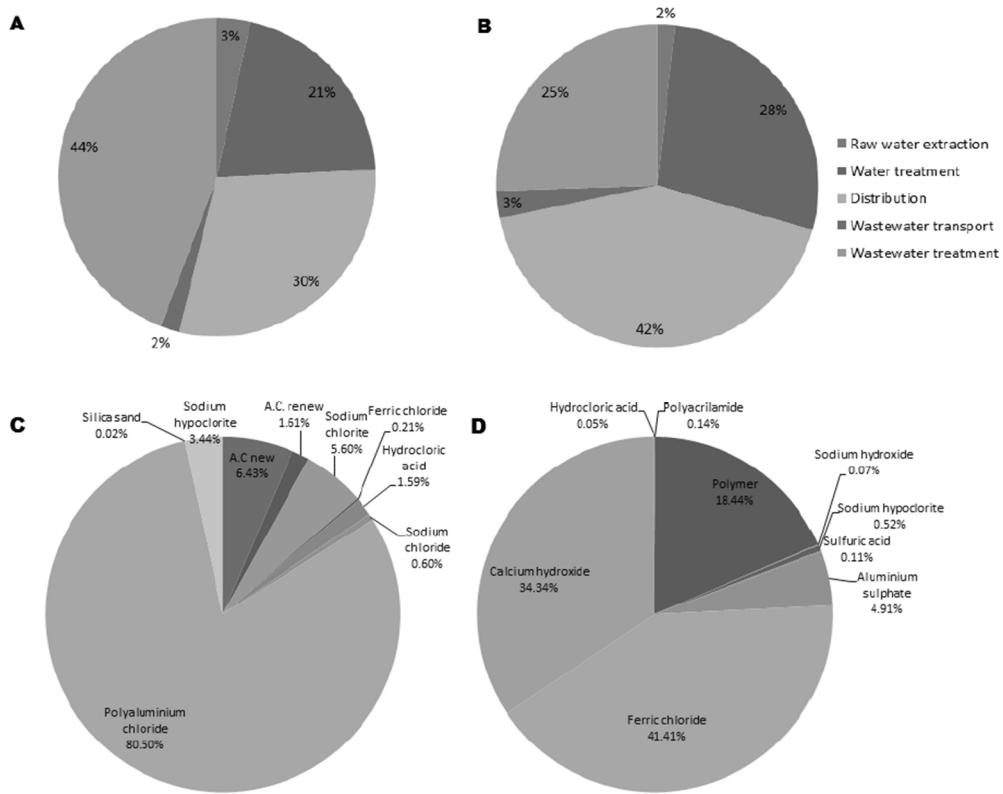 A
3%
21%
30%
2%
44%
B
2%
28%
42%
3%
25%
Raw water extraction
Water treatment
Distribution
Wastewater transport
Wastewater treatment
C
Silica sand
0.02%
Sodium
hypoclorite
3.44%
A.C new
6.43%
A.C. renew
1.61%
Sodium
chlorite
5.60%
Ferric chloride
0.21%
Hydrocloric
acid
1.59%
Sodium
chloride
0.60%
Polyaluminium
chloride
80.50%
D
Hydrocloric acid
0.05%
Polyacrilamide
0.14%
Polymer
18.44%
Sodium hydroxide
0.07%
Sodium hypoclorite
0.52%
Sulfuric acid
0.11%
Aluminium
sulphate
4.91%
Ferric chloride
41.41%
Calcium hydroxide
34.34%